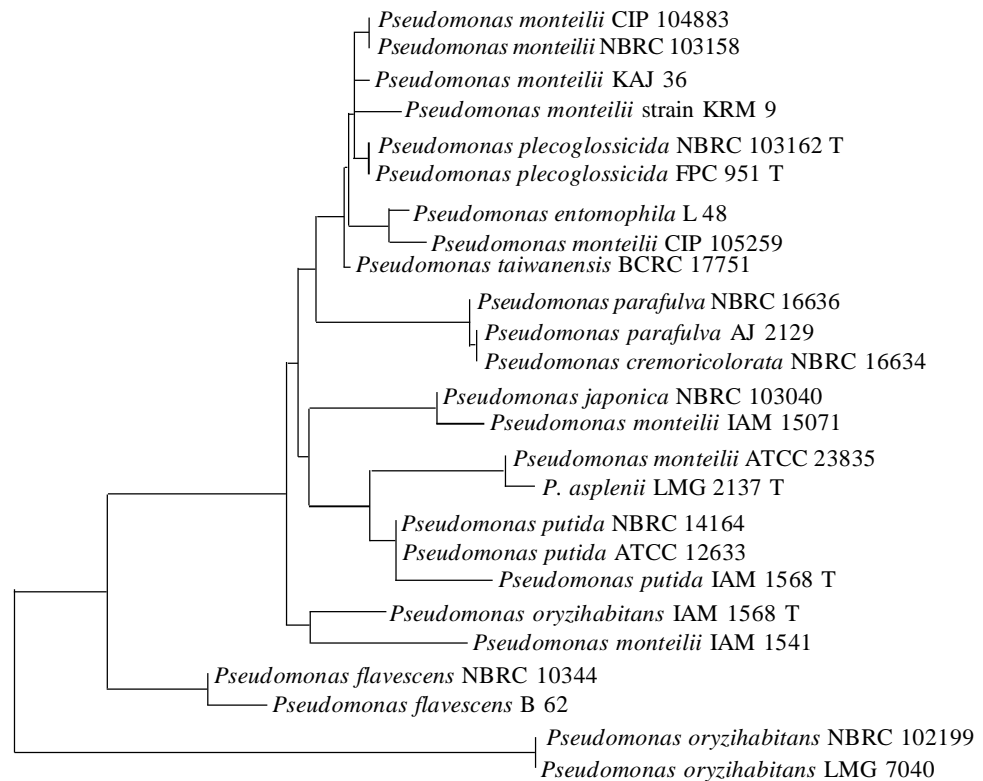 Pseudomonas monteilii CIP 104883
Pseudomonas monteilii NBRC 103158
Pseudomonas monteilii KAJ 36
Pseudomonas monteilii strain KRM 9
Pseudomonas plecoglossicida NBRC 103162 T
Pseudomonas plecoglossicida FPC 951 T
Pseudomonas entomophila L 48
Pseudomonas monteilii CIP 105259
Pseudomonas taiwanensis BCRC 17751
Pseudomonas parafulva NBRC 16636
Pseudomonas parafulva AJ 2129
Pseudomonas cremoricolorata NBRC 16634
Pseudomonas japonica NBRC 103040
Pseudomonas monteilii IAM 15071
Pseudomonas monteilii ATCC 23835
P. asplenii LMG 2137 T
Pseudomonas putida NBRC 14164
Pseudomonas putida ATCC 12633
Pseudomonas putida IAM 1568 T
Pseudomonas oryzihabitans IAM 1568 T
Pseudomonas monteilii IAM 1541
Pseudomonas flavescens NBRC 10344
Pseudomonas flavescens B 62
Pseudomonas oryzihabitans NBRC 102199
Pseudomonas oryzihabitans LMG 7040